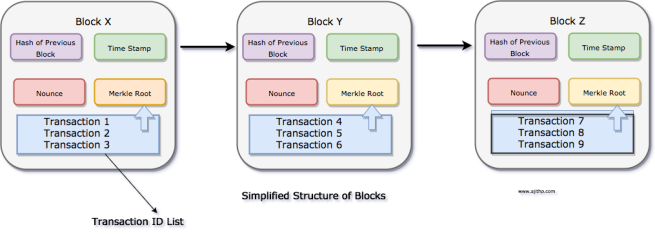 Block X
Hash of Previous
Block
Time Stamp
Nounce
Merkle Root
Transaction 1
Transaction 2
Transaction 3
Block Y
Hash of Previous
Block
Time Stamp
Nounce
Merkle Root
Transaction 4
Transaction 5
Transaction 6
Block Z
Hash of Previous
Block
Time Stamp
Nounce
Merkle Root
Transaction 7
Transaction 8
Transaction 9
Simplified Structure of Blocks
www.ajithp.com
Transaction ID List